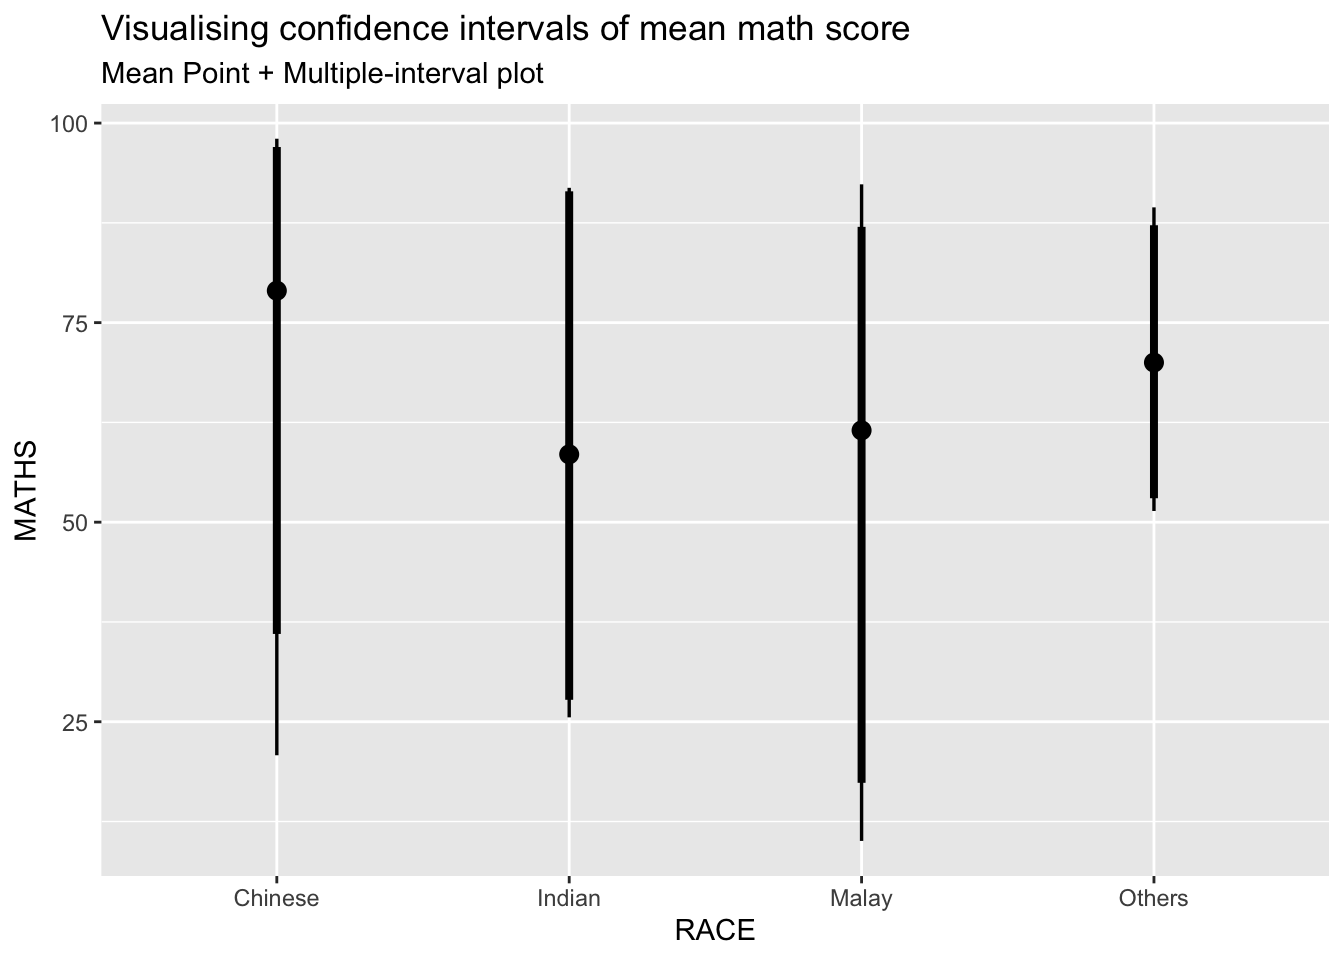 Visualising confidence intervals of mean math score
Mean Point + Multiple-interval plot
100
75
50
25
MATHS
Chinese
Indian
Malay
Others
RACE